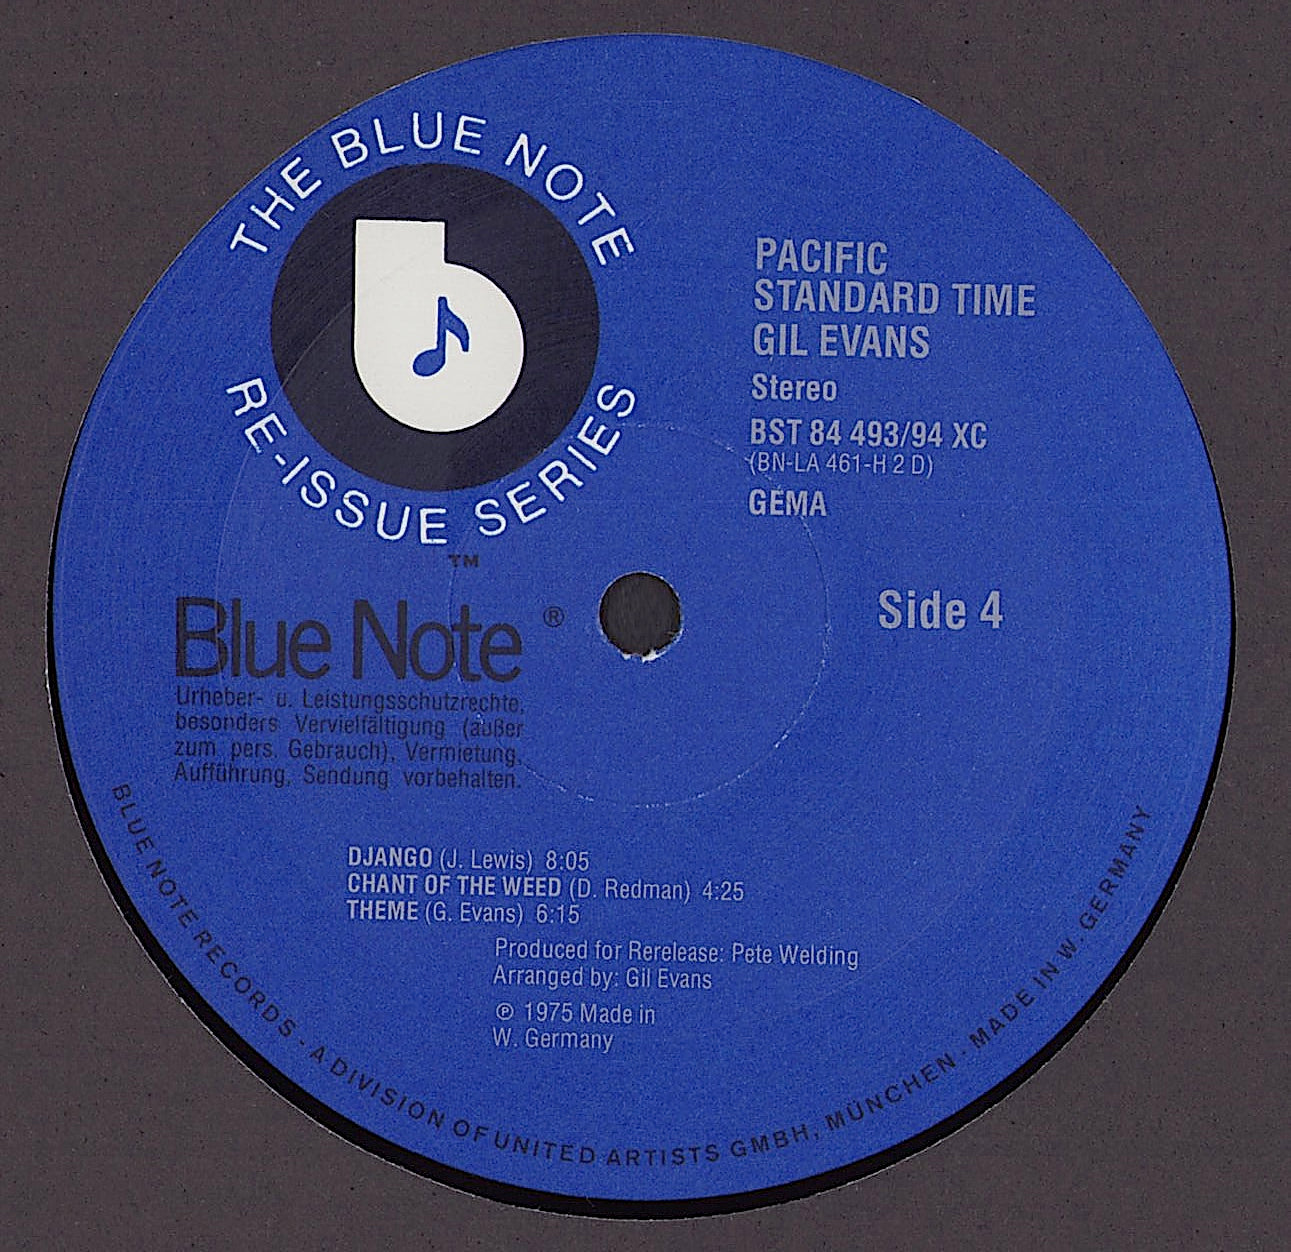 THE BLUE NOTE
RE-ISSUE SERIES
TM
Blue Note ®
Urheber- u. Leistungsschutzrechte,
besonders Vervielfältigung (außer
zum pers. Gebrauch), Vermietung,
Aufführung, Sendung vorbehalten.
PACIFIC
STANDARD TIME
GIL EVANS
Stereo
BST 84 493/94 XC
(BN-LA 461-H 2 D)
GEMA
Side 4
DJANGO (J. Lewis) 8:05
CHANT OF THE WEED (D. Redman) 4:25
THEME (G. Evans) 6:15
Produced for Rerelease: Pete Welding
Arranged by: Gil Evans
℗ 1975 Made in
W. Germany
BLUE NOTE RECORDS - A DIVISION OF UNITED ARTISTS GMBH, MÜNCHEN - MADE IN W. GERMANY